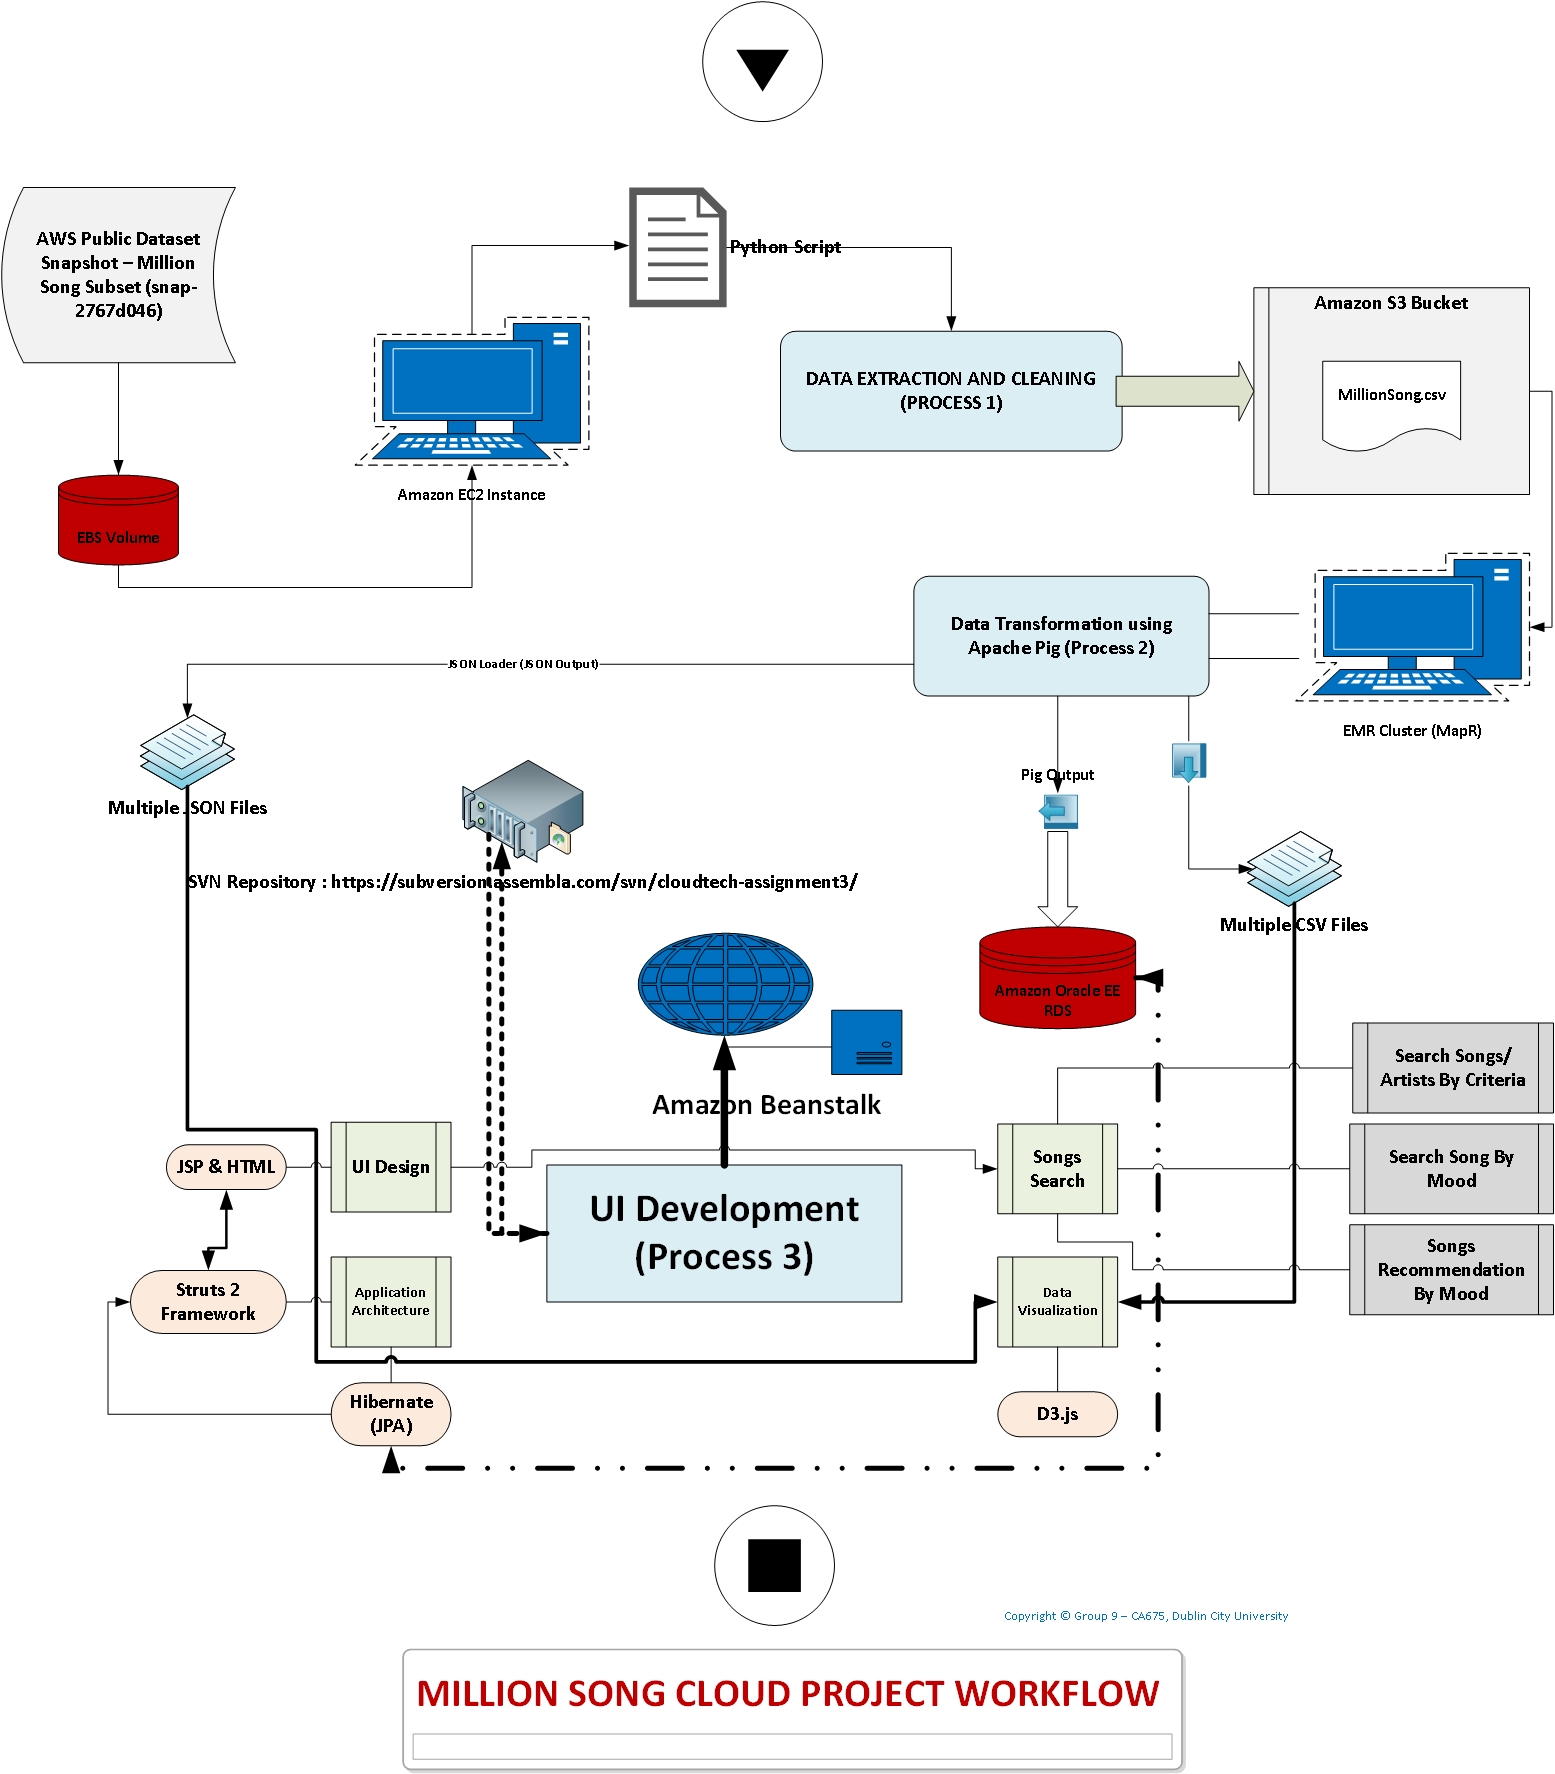 AWS Public Dataset
Snapshot – Million
Song Subset (snap-
2767d046)
Python Script
Amazon S3 Bucket
MillionSong.csv
DATA EXTRACTION AND CLEANING
(PROCESS 1)
Amazon EC2 Instance
EBS Volume
Data Transformation using
Apache Pig (Process 2)
JSON Loader (JSON Output)
EMR Cluster (MapR)
Pig Output
Multiple JSON Files
SVN Repository : https://subversion.assembla.com/svn/cloudtech-assignment3/
Multiple CSV Files
Amazon Oracle EE
RDS
Amazon Beanstalk
Search Songs/
Artists By Criteria
JSP & HTML
UI Design
Songs
Search
Search Song By
Mood
UI Development
(Process 3)
Songs
Recommendation
By Mood
Struts 2
Framework
Application
Architecture
Data
Visualization
Hibernate
(JPA)
D3.js
Copyright © Group 9 – CA675, Dublin City University
MILLION SONG CLOUD PROJECT WORKFLOW